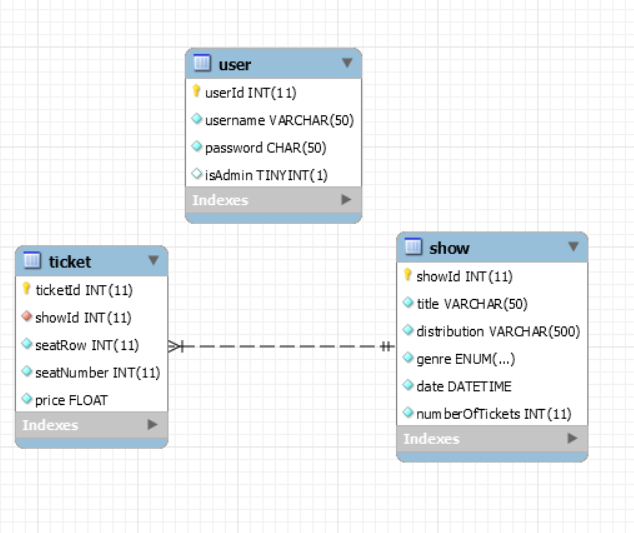 user
userId INT(11)
username VARCHAR(50)
password CHAR(50)
isAdmin TINYINT(1)
Indexes
ticket
ticketId INT(11)
showId INT(11)
seatRow INT(11)
seatNumber INT(11)
price FLOAT
Indexes
show
showId INT(11)
title VARCHAR(50)
distribution VARCHAR(500)
genre ENUM(...)
date DATETIME
numberOfTickets INT(11)
Indexes